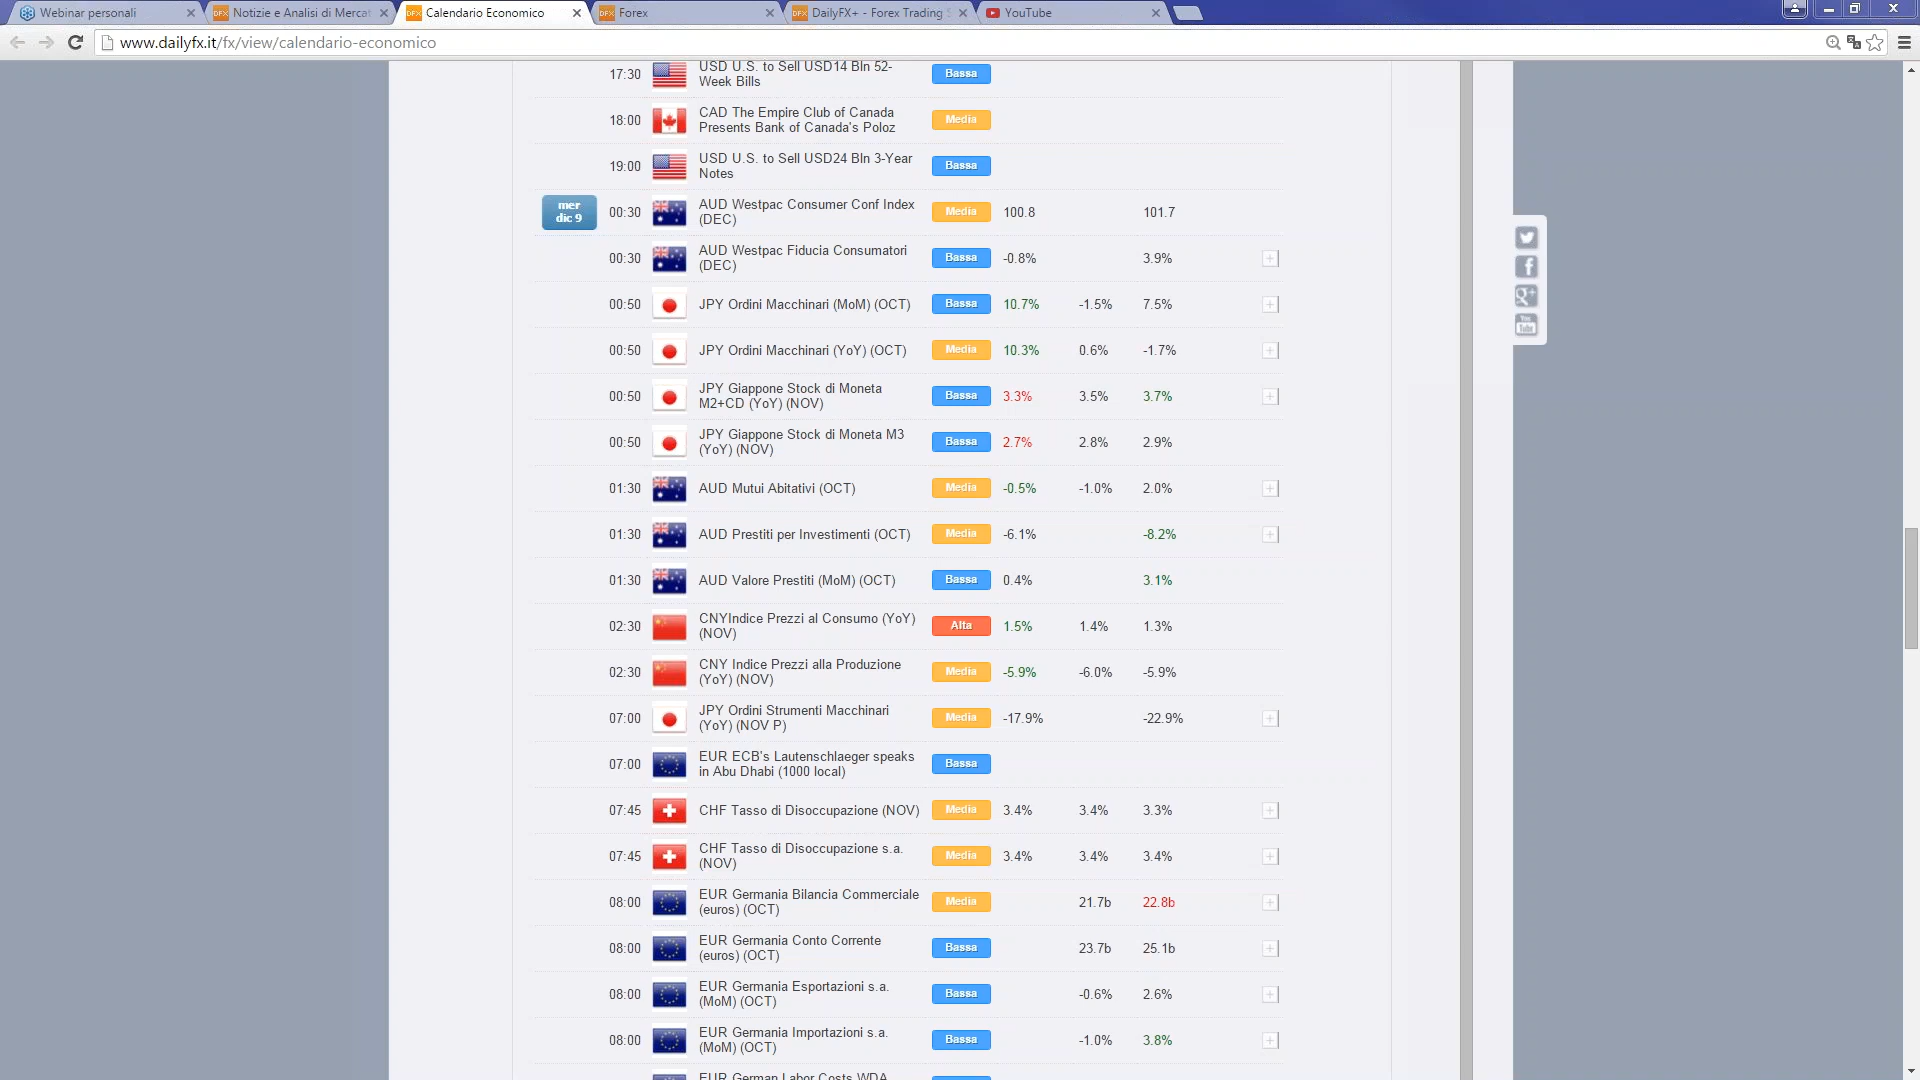 Webinar personali
Notizie e Analisi di Mercat
Calendario Economico
Forex
DailyFX+ - Forex Trading S
YouTube
www.dailyfx.it/fx/view/calendario-economico
17:30 USD U.S. to Sell USD14 Bln 52-
Week Bills Bassa
18:00 CAD The Empire Club of Canada
Presents Bank of Canada's Poloz Media
19:00 USD U.S. to Sell USD24 Bln 3-Year
Notes Bassa
mer
dic 9
00:30 AUD Westpac Consumer Conf Index
(DEC) Media 100.8 101.7
00:30 AUD Westpac Fiducia Consumatori
(DEC) Bassa -0.8% 3.9%
00:50 JPY Ordini Macchinari (MoM) (OCT) Bassa 10.7% -1.5% 7.5%
00:50 JPY Ordini Macchinari (YoY) (OCT) Media 10.3% 0.6% -1.7%
00:50 JPY Giappone Stock di Moneta
M2+CD (YoY) (NOV) Bassa 3.3% 3.5% 3.7%
00:50 JPY Giappone Stock di Moneta M3
(YoY) (NOV) Bassa 2.7% 2.8% 2.9%
01:30 AUD Mutui Abitativi (OCT) Media -0.5% -1.0% 2.0%
01:30 AUD Prestiti per Investimenti (OCT) Media -6.1% -8.2%
01:30 AUD Valore Prestiti (MoM) (OCT) Bassa 0.4% 3.1%
02:30 CNYIndice Prezzi al Consumo (YoY)
(NOV) Alta 1.5% 1.4% 1.3%
02:30 CNY Indice Prezzi alla Produzione
(YoY) (NOV) Media -5.9% -6.0% -5.9%
07:00 JPY Ordini Strumenti Macchinari
(YoY) (NOV P) Media -17.9% -22.9%
07:00 EUR ECB's Lautenschlaeger speaks
in Abu Dhabi (1000 local) Bassa
07:45 CHF Tasso di Disoccupazione (NOV) Media 3.4% 3.4% 3.3%
07:45 CHF Tasso di Disoccupazione s.a.
(NOV) Media 3.4% 3.4% 3.4%
08:00 EUR Germania Bilancia Commerciale
(euros) (OCT) Media 21.7b 22.8b
08:00 EUR Germania Conto Corrente
(euros) (OCT) Bassa 23.7b 25.1b
08:00 EUR Germania Esportazioni s.a.
(MoM) (OCT) Bassa -0.6% 2.6%
08:00 EUR Germania Importazioni s.a.
(MoM) (OCT) Bassa -1.0% 3.8%
EUR German Labor Costs WDA